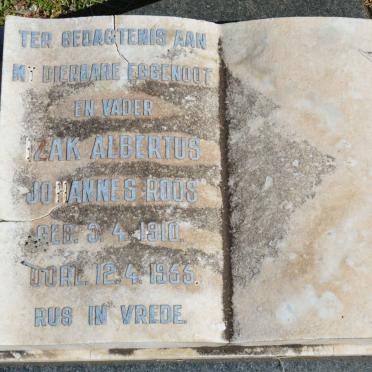 TER GEDAGTENIS AAN
MY DIERBARE EGGENOOT
EN VADER
IZAK ALBERTUS
JOHANNES ROOS
GEB. 3. 4. 1910.
OORL. 12. 4. 1965.
RUS IN VREDE.